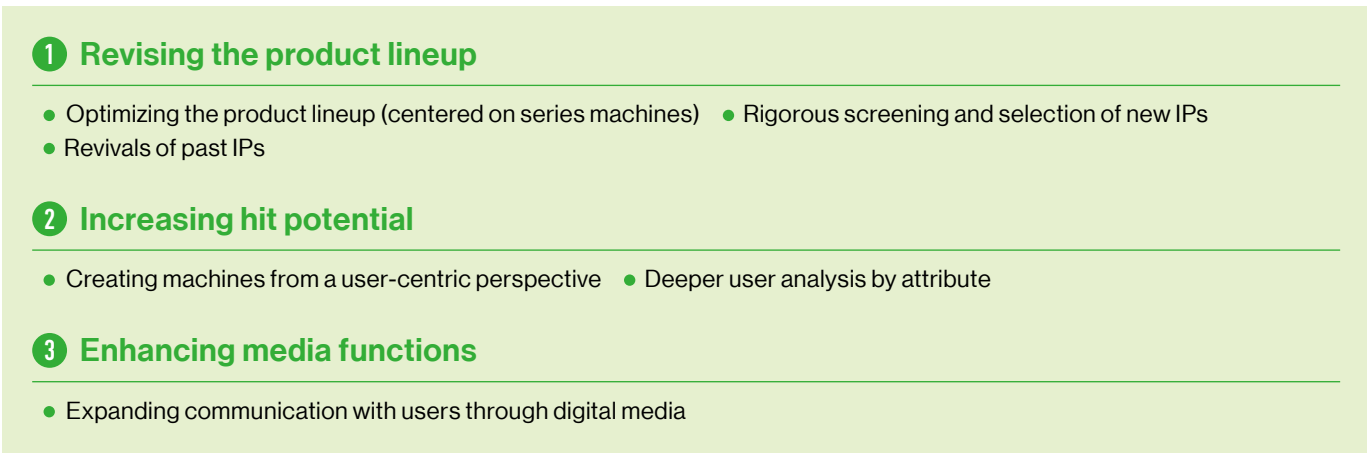 1 Revising the product lineup
• Optimizing the product lineup (centered on series machines) • Rigorous screening and selection of new IPs
• Revivals of past IPs
2 Increasing hit potential
• Creating machines from a user-centric perspective • Deeper user analysis by attribute
3 Enhancing media functions
• Expanding communication with users through digital media